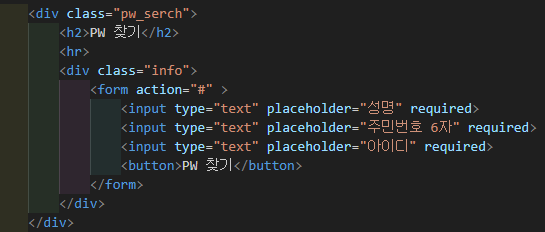 <div class="pw_serch">
<h2>PW 찾기</h2>
<hr>
<div class="info">
<form action="#" >
<input type="text" placeholder="성명" required>
<input type="text" placeholder="주민번호 6자" required>
<input type="text" placeholder="아이디" required>
<button>PW 찾기</button>
</form>
</div>
</div>